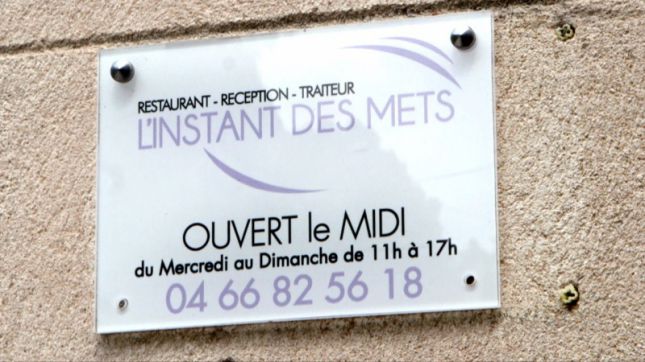 RESTAURANT - RECEPTION - TRAITEUR
L'INSTANT DES METS
OUVERT le MIDI
du Mercredi au Dimanche de 11h à 17h
04 66 82 56 18